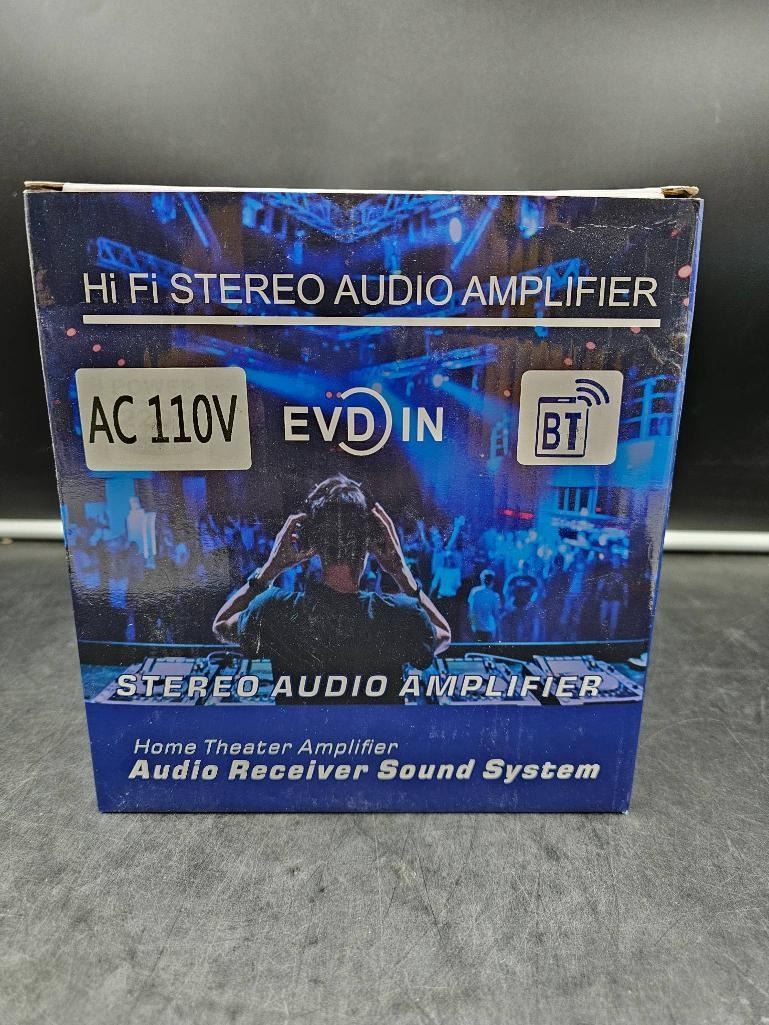 Hi Fi STEREO AUDIO AMPLIFIER
AC 110V
EVD IN
BT
STEREO AUDIO AMPLIFIER
Home Theater Amplifier
Audio Receiver Sound System